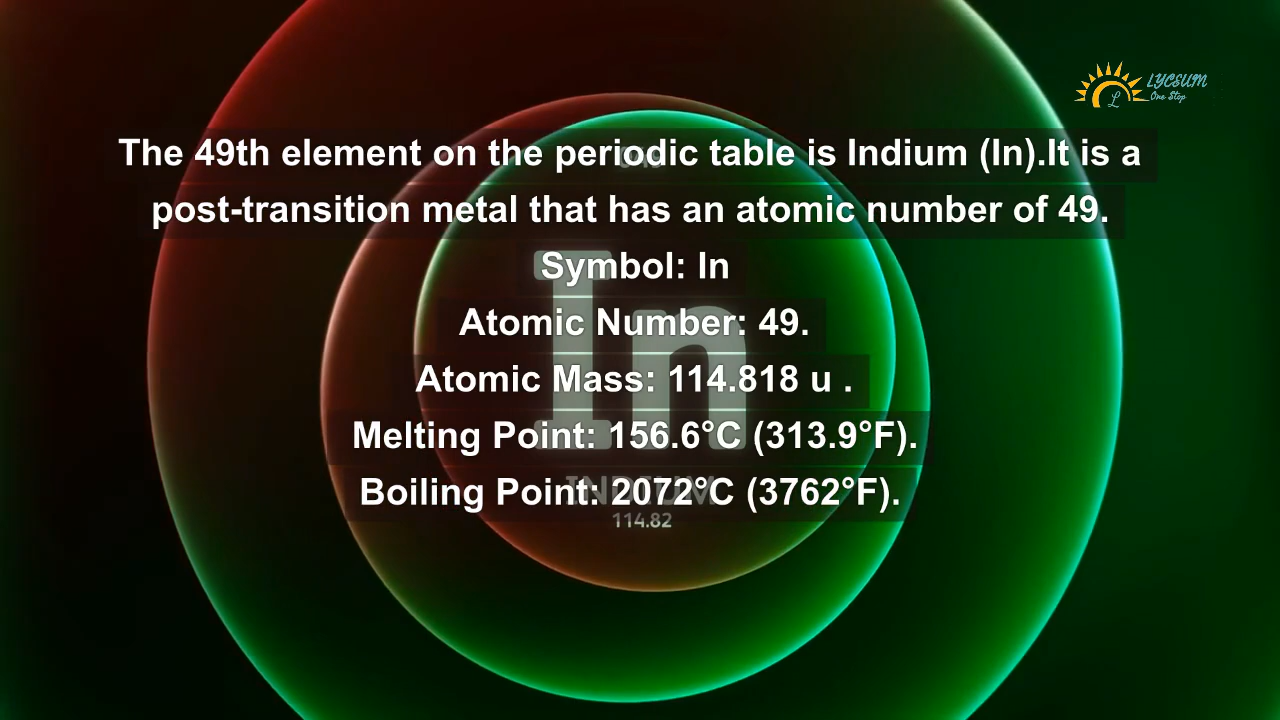 LYCSUM
One Stop
L
The 49th element on the periodic table is Indium (In).It is a
post-transition metal that has an atomic number of 49.
Symbol: In
Atomic Number: 49.
Atomic Mass: 114.818 u .
Melting Point: 156.6°C (313.9°F).
Boiling Point: 2072°C (3762°F).
In
INDIUM
114.82